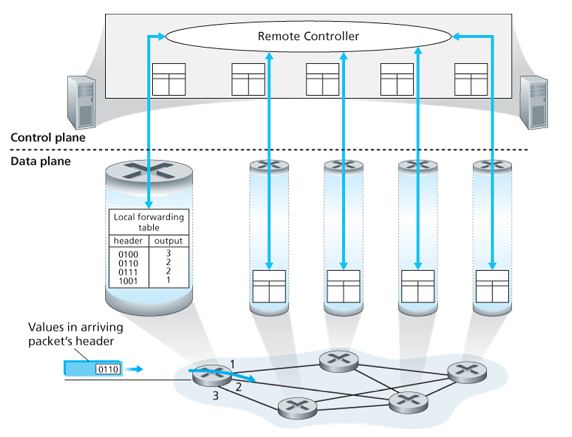 Remote Controller
Control plane
Data plane
Local forwarding
table
header output
0100 3
0110 2
0111 2
1001 1
Values in arriving
packet's header
0110
1
2
3